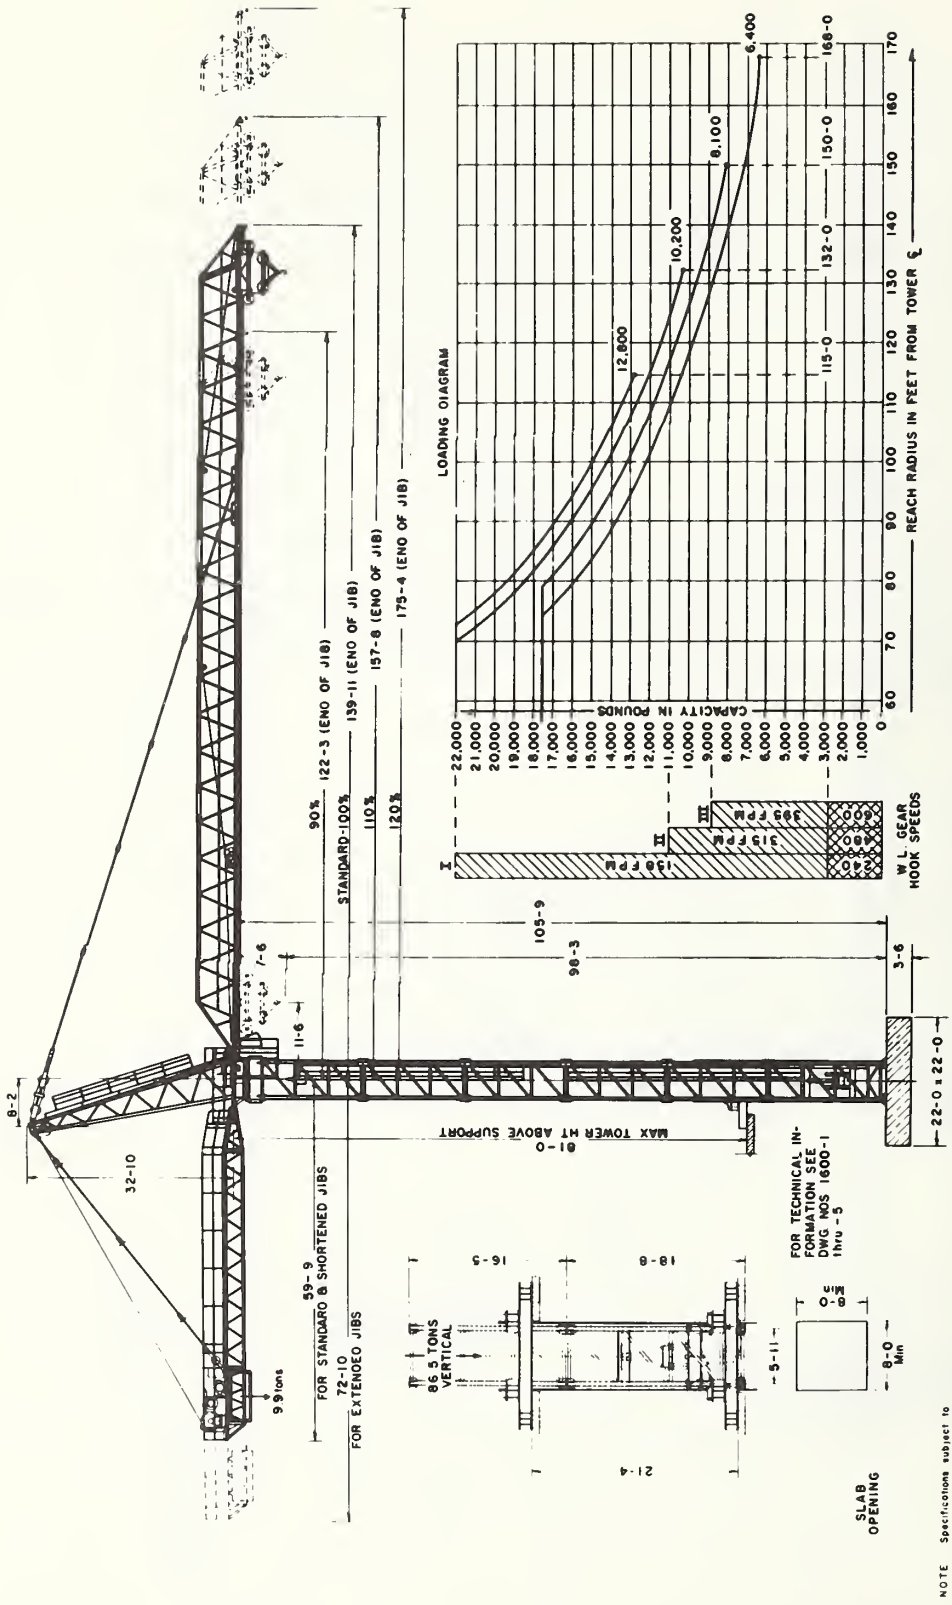 8-2
32-10
7-6
11-6
90% 122-3 (END OF JIB)
STANDARD-100% 139-11 (END OF JIB)
110% 157-8 (END OF JIB)
120% 175-4 (END OF JIB)
59-9
FOR STANDARD & SHORTENED JIBS
72-10
FOR EXTENDED JIBS
9.9 tons
105-9
98-3
3-6
22-0 x 22-0
81-0
MAX TOWER HT ABOVE SUPPORT
86 5 TONS
VERTICAL
16-5
18-8
21-4
5-11
8-0
Min
8-0
Min
SLAB
OPENING
FOR TECHNICAL IN-
FORMATION SEE
DWG NOS 1600-1
thru -5
LOADING DIAGRAM
I
II
III
158 FPM
315 FPM
395 FPM
240
480
600
W L. GEAR
HOOK SPEEDS
CAPACITY IN POUNDS
22,000
21,000
20,000
19,000
18,000
17,000
16,000
15,000
14,000
13,000
12,000
11,000
10,000
9,000
8,000
7,000
6,000
5,000
4,000
3,000
2,000
1,000
0
12,800
10,200
8,100
6,400
115-0
132-0
150-0
168-0
60 70 80 90 100 110 120 130 140 150 160 170
REACH RADIUS IN FEET FROM TOWER ℄
NOTE Specifications subject to